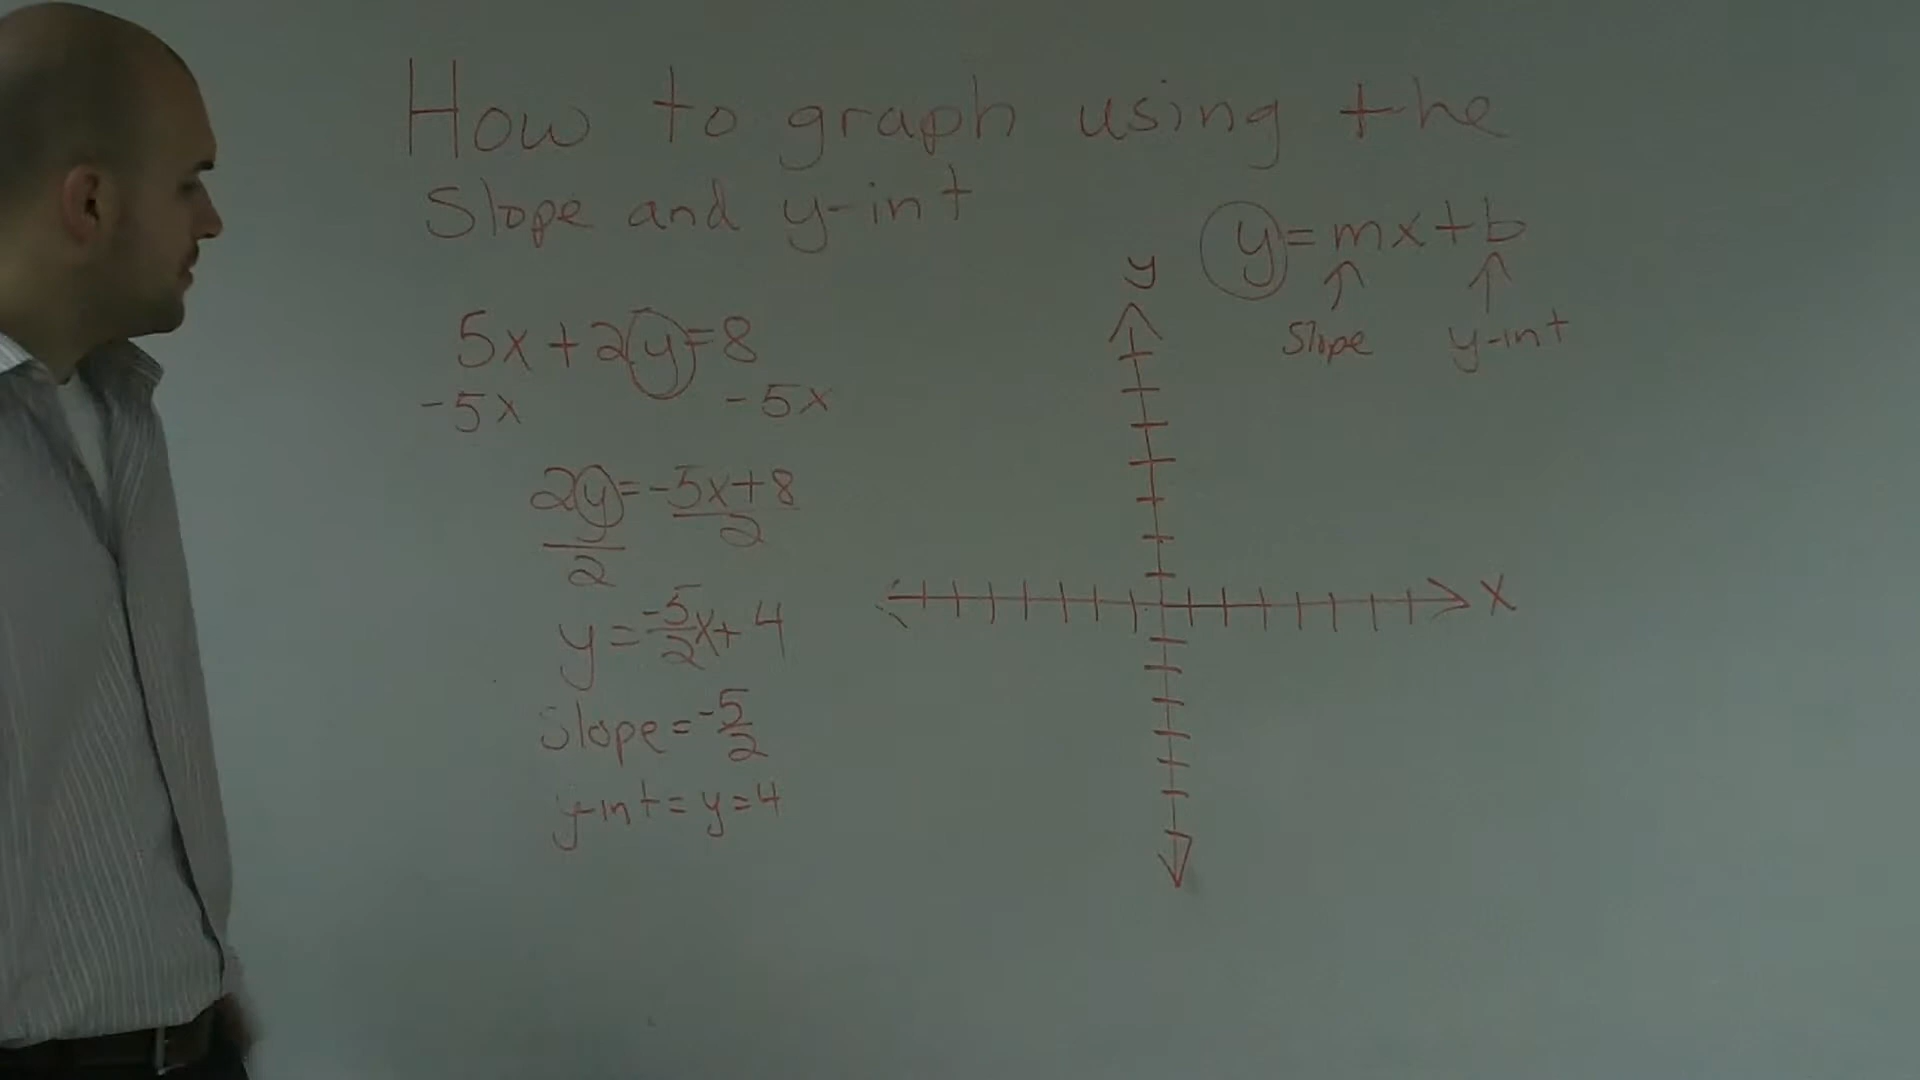 How to graph using the
Slope and y-int
5x+2y=8
-5x -5x
2y=-5x+8
2 2
y=-5/2x+4
Slope=-5/2
y-int=y=4
y=mx+b
Slope y-int
y
x